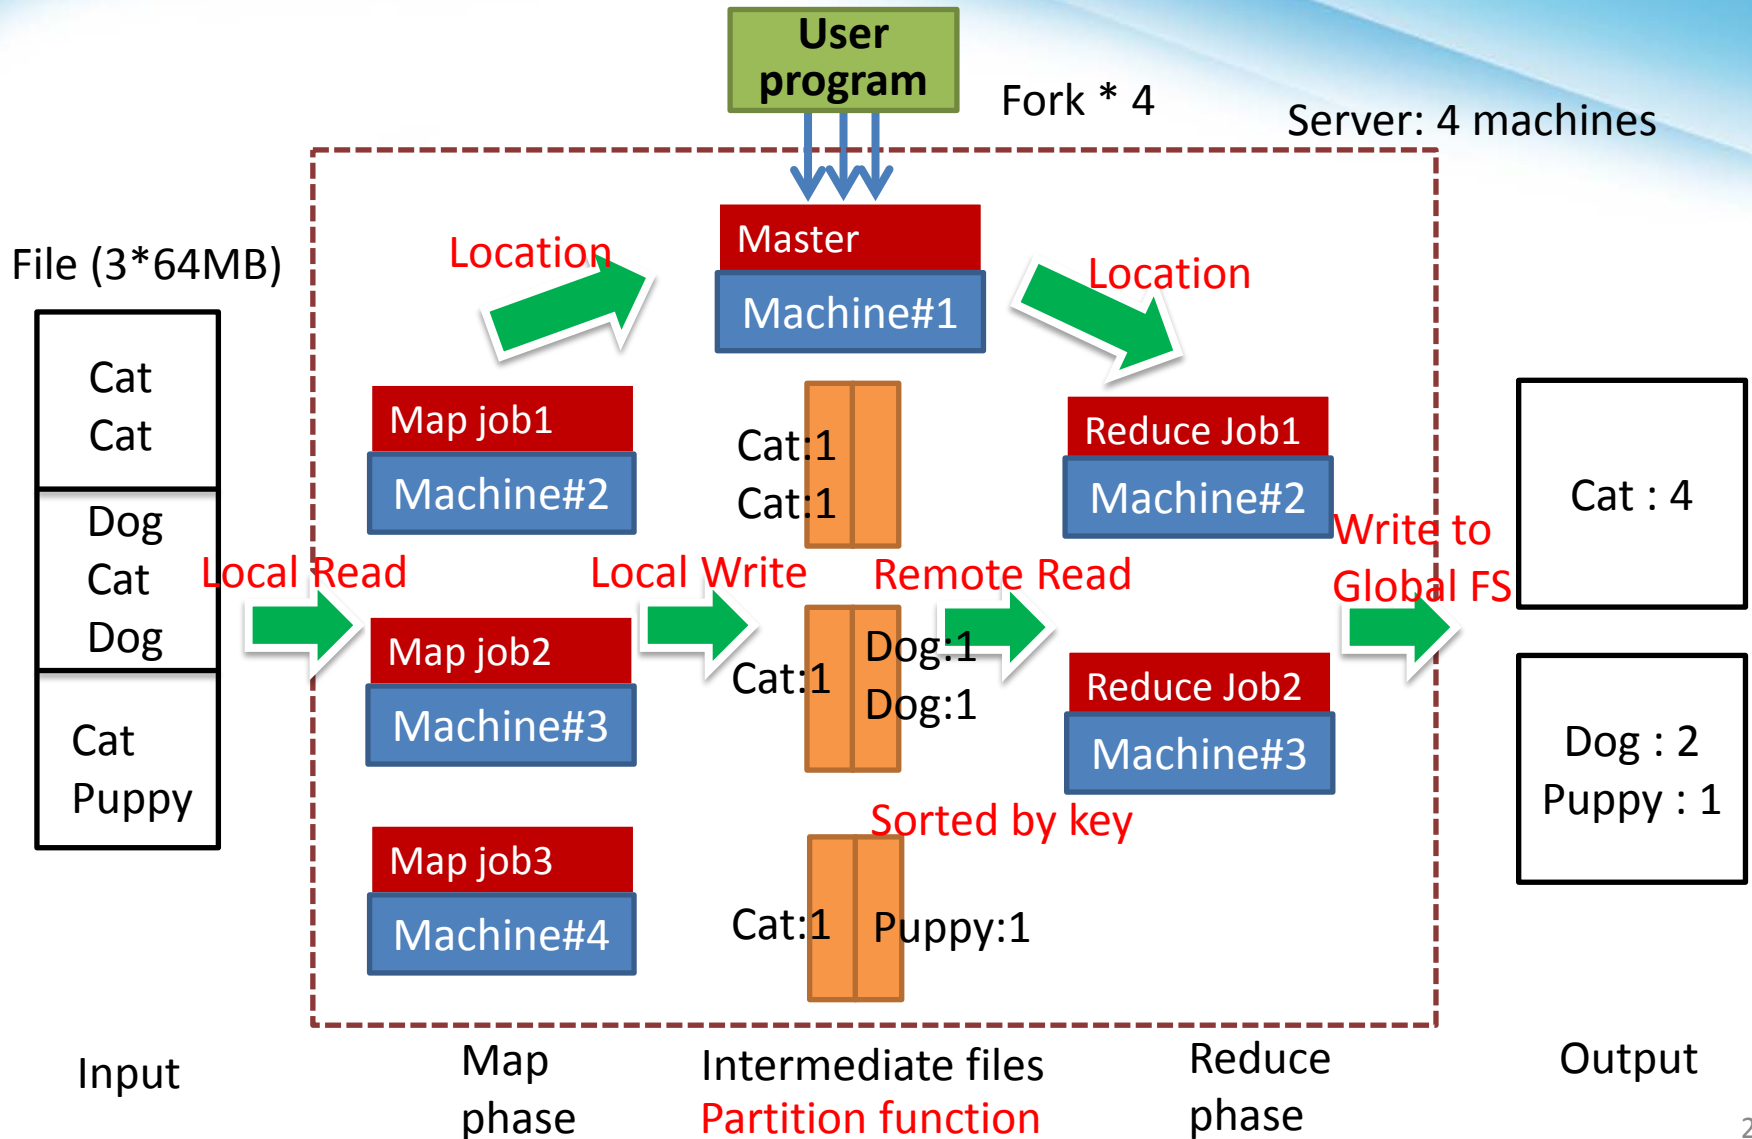 User
program
Fork * 4
Server: 4 machines
File (3*64MB)
Location
Master
Machine#1
Location
Cat
Cat
Dog
Cat
Dog
Cat
Puppy
Local Read
Map job1
Machine#2
Map job2
Machine#3
Map job3
Machine#4
Local Write
Cat:1
Cat:1
Cat:1
Dog:1
Dog:1
Cat:1
Puppy:1
Remote Read
Sorted by key
Reduce Job1
Machine#2
Reduce Job2
Machine#3
Write to
Global FS
Cat : 4
Dog : 2
Puppy : 1
Input
Map
phase
Intermediate files
Partition function
Reduce
phase
Output